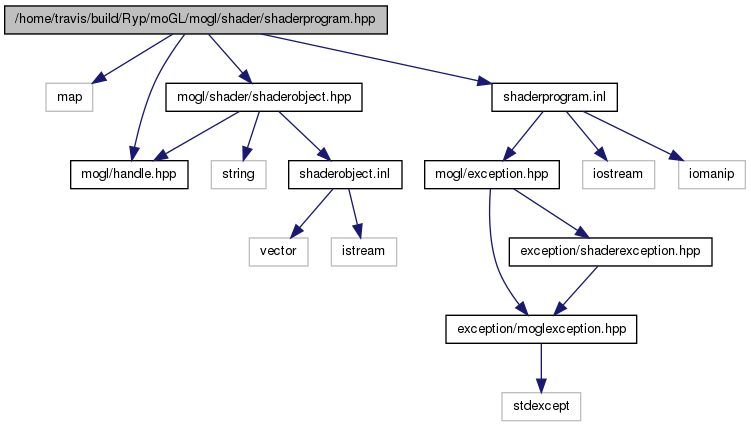 /home/travis/build/Ryp/moGL/mogl/shader/shaderprogram.hpp
map
mogl/shader/shaderobject.hpp
shaderprogram.inl
mogl/handle.hpp
string
shaderobject.inl
mogl/exception.hpp
iostream
iomanip
vector
istream
exception/shaderexception.hpp
exception/moglexception.hpp
stdexcept